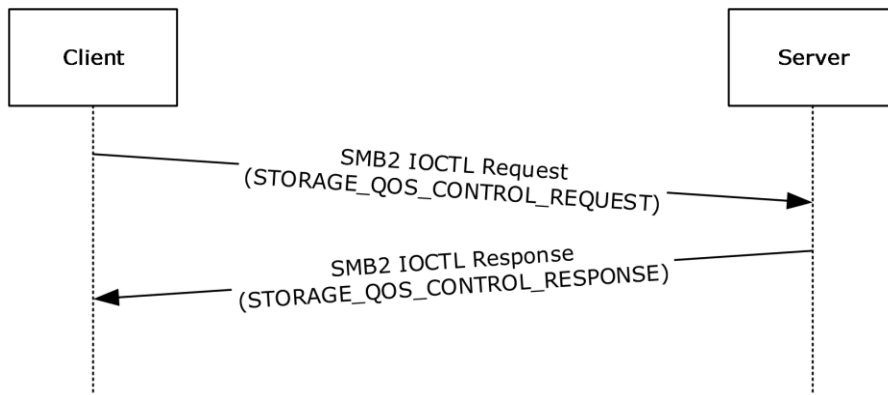 Client
Server
SMB2 IOCTL Request
(STORAGE_QOS_CONTROL_REQUEST)
SMB2 IOCTL Response
(STORAGE_QOS_CONTROL_RESPONSE)